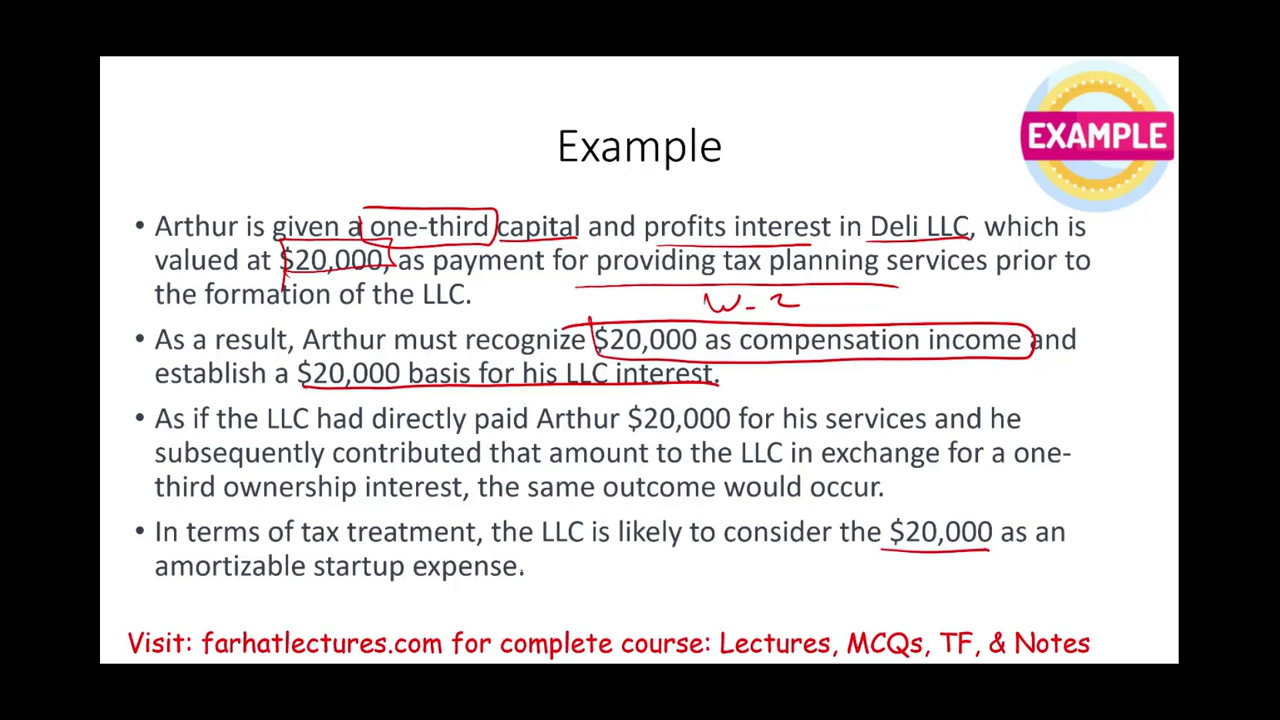 EXAMPLE
Example
• Arthur is given a one-third capital and profits interest in Deli LLC, which is
valued at $20,000, as payment for providing tax planning services prior to
the formation of the LLC.
W-2
• As a result, Arthur must recognize $20,000 as compensation income and
establish a $20,000 basis for his LLC interest.
• As if the LLC had directly paid Arthur $20,000 for his services and he
subsequently contributed that amount to the LLC in exchange for a one-
third ownership interest, the same outcome would occur.
• In terms of tax treatment, the LLC is likely to consider the $20,000 as an
amortizable startup expense.
Visit: farhatlectures.com for complete course: Lectures, MCQs, TF, & Notes